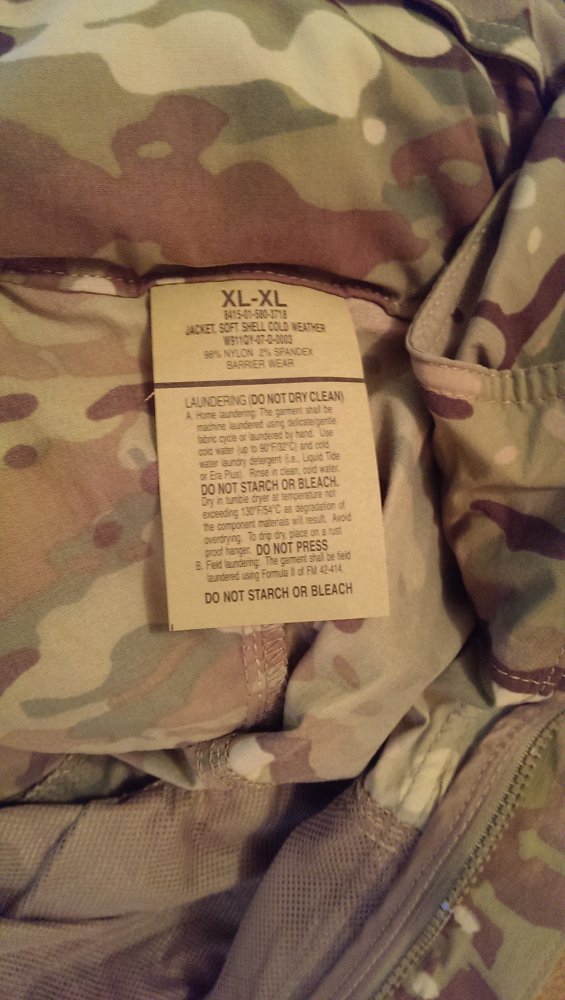 XL-XL
8415-01-580-3718
JACKET, SOFT SHELL COLD WEATHER
W911QY-07-D-0003
98% NYLON 2% SPANDEX
BARRIER WEAR
LAUNDERING (DO NOT DRY CLEAN)
A. Home laundering: The garment shall be
machine laundered using delicate/gentle
fabric cycle or laundered by hand. Use
cold water (up to 90°F/32°C) and cold
water laundry detergent (i.e., Liquid Tide
or Era Plus). Rinse in clean, cold water.
DO NOT STARCH OR BLEACH.
Dry in tumble dryer at temperature not
exceeding 130°F/54°C as degradation of
the component materials will result. Avoid
overdrying. To drip dry, place on a rust
proof hanger. DO NOT PRESS
B. Field laundering: The garment shall be field
laundered using Formula II of FM 42-414.
DO NOT STARCH OR BLEACH